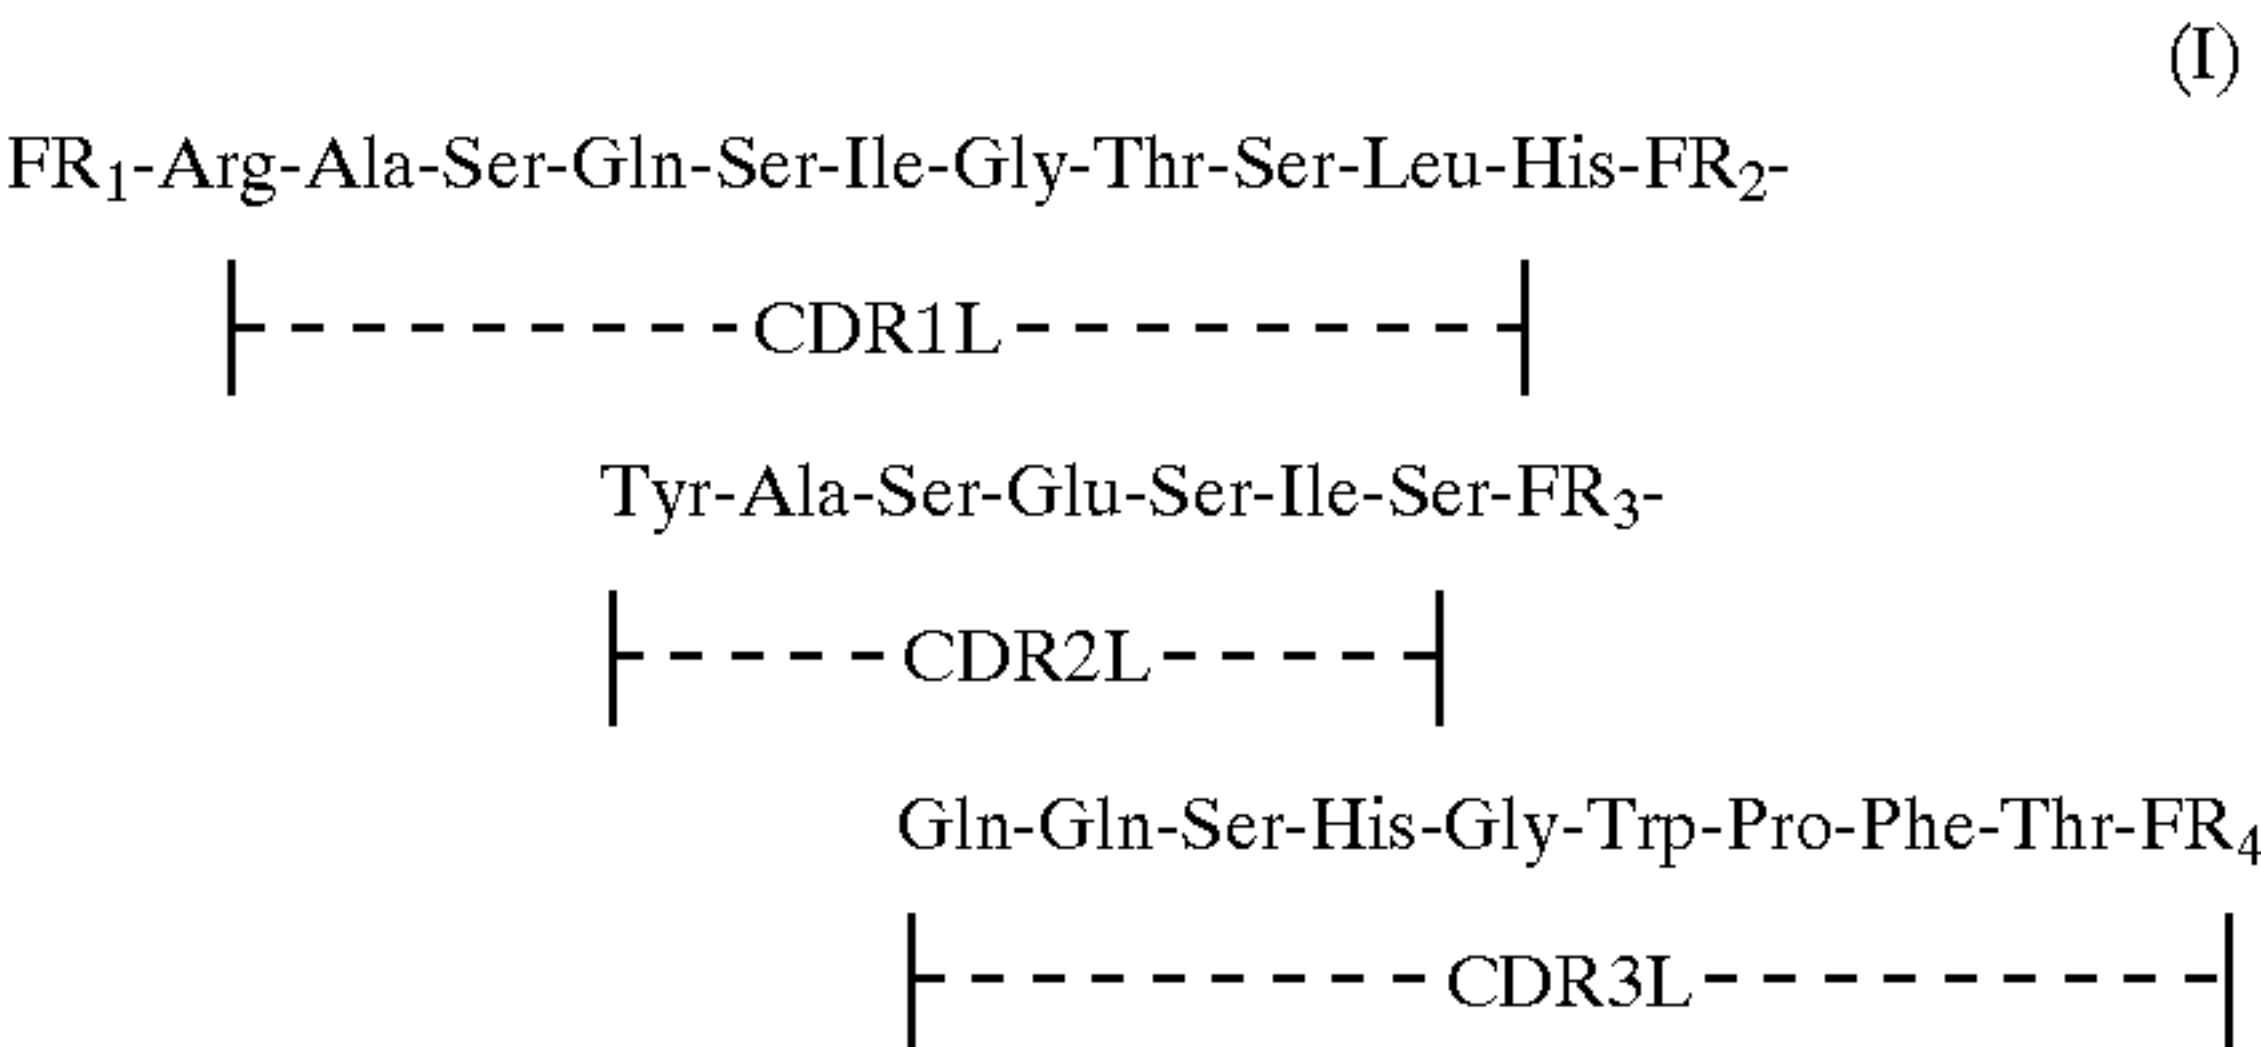 (I)
FR₁-Arg-Ala-Ser-Gln-Ser-Ile-Gly-Thr-Ser-Leu-His-FR₂-
CDR1L
Tyr-Ala-Ser-Glu-Ser-Ile-Ser-FR₃-
CDR2L
Gln-Gln-Ser-His-Gly-Trp-Pro-Phe-Thr-FR₄
CDR3L